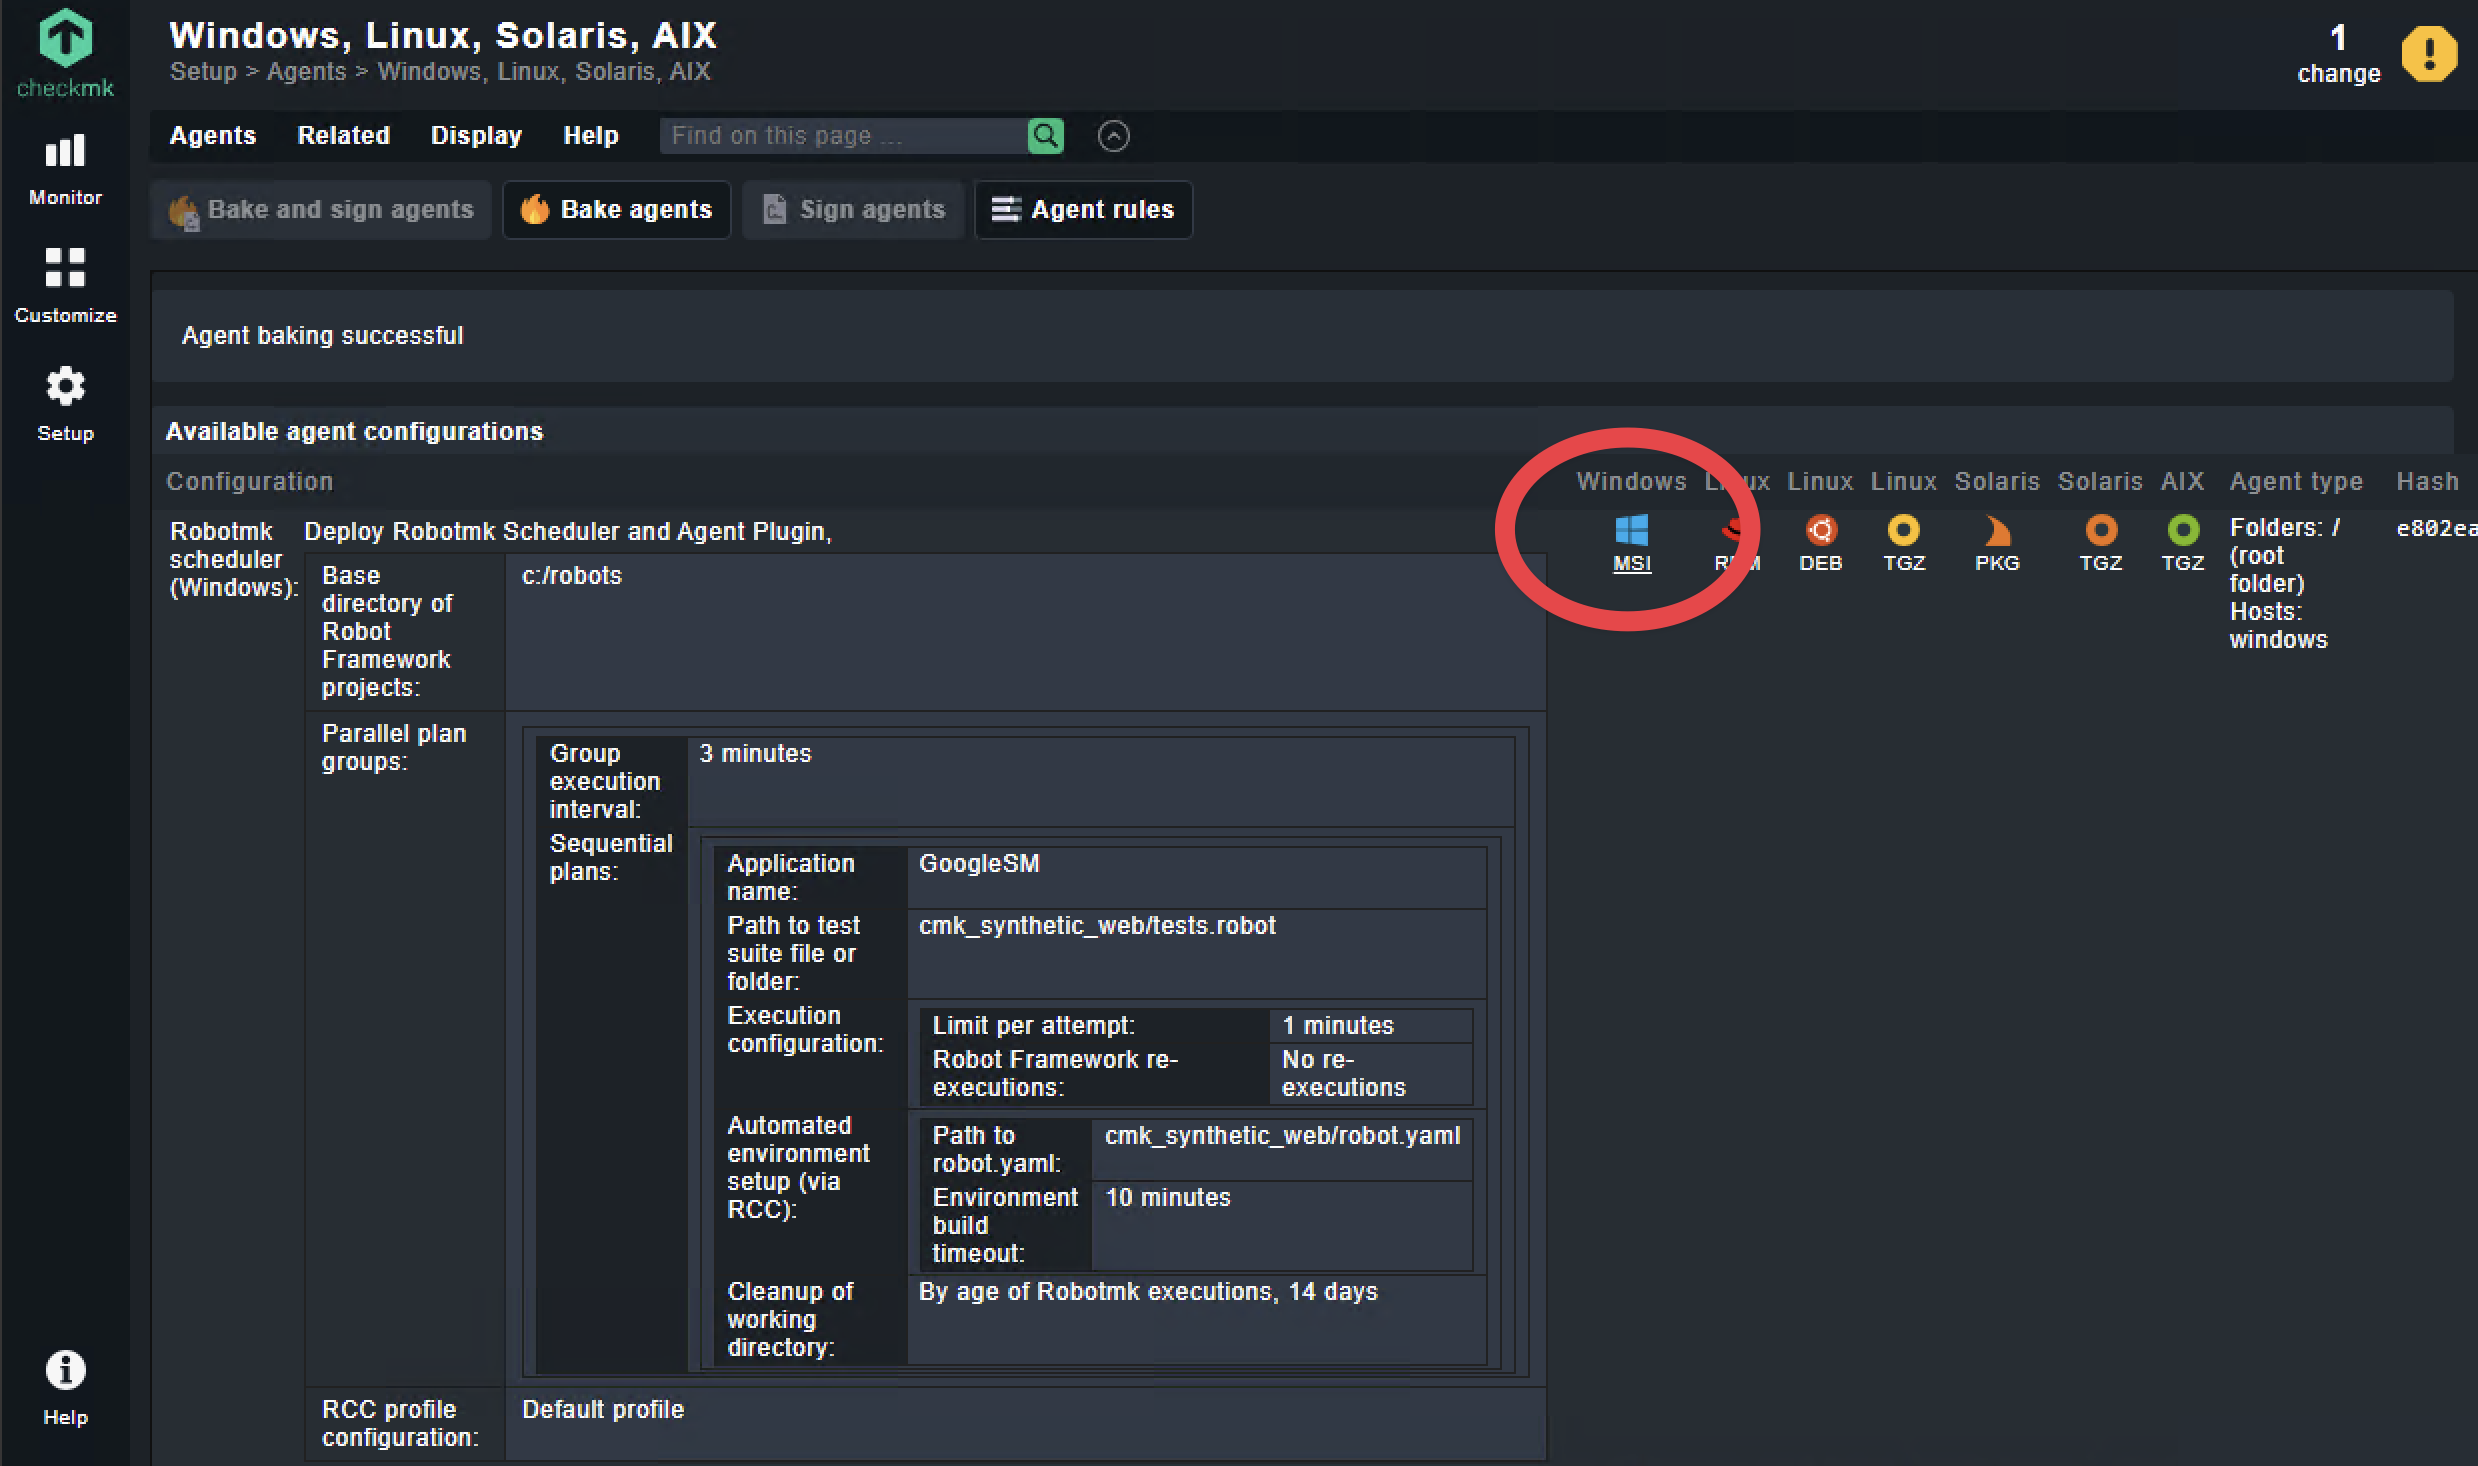 checkmk
Windows, Linux, Solaris, AIX
Setup > Agents > Windows, Linux, Solaris, AIX
1
change
Monitor
Customize
Setup
Help
Agents Related Display Help Find on this page ...
Bake and sign agents Bake agents Sign agents Agent rules
Agent baking successful
Available agent configurations
Configuration Windows Linux Linux Linux Solaris Solaris AIX Agent type Hash
Robotmk
scheduler
(Windows):
Deploy Robotmk Scheduler and Agent Plugin,
MSI RPM DEB TGZ PKG TGZ TGZ
Folders: /
(root
folder)
Hosts:
windows
e802ea
Base
directory of
Robot
Framework
projects:
c:/robots
Parallel plan
groups:
Group
execution
interval:
3 minutes
Sequential
plans:
Application
name:
GoogleSM
Path to test
suite file or
folder:
cmk_synthetic_web/tests.robot
Execution
configuration:
Limit per attempt: 1 minutes
Robot Framework re-
executions:
No re-
executions
Automated
environment
setup (via
RCC):
Path to
robot.yaml:
cmk_synthetic_web/robot.yaml
Environment
build
timeout:
10 minutes
Cleanup of
working
directory:
By age of Robotmk executions, 14 days
RCC profile
configuration:
Default profile